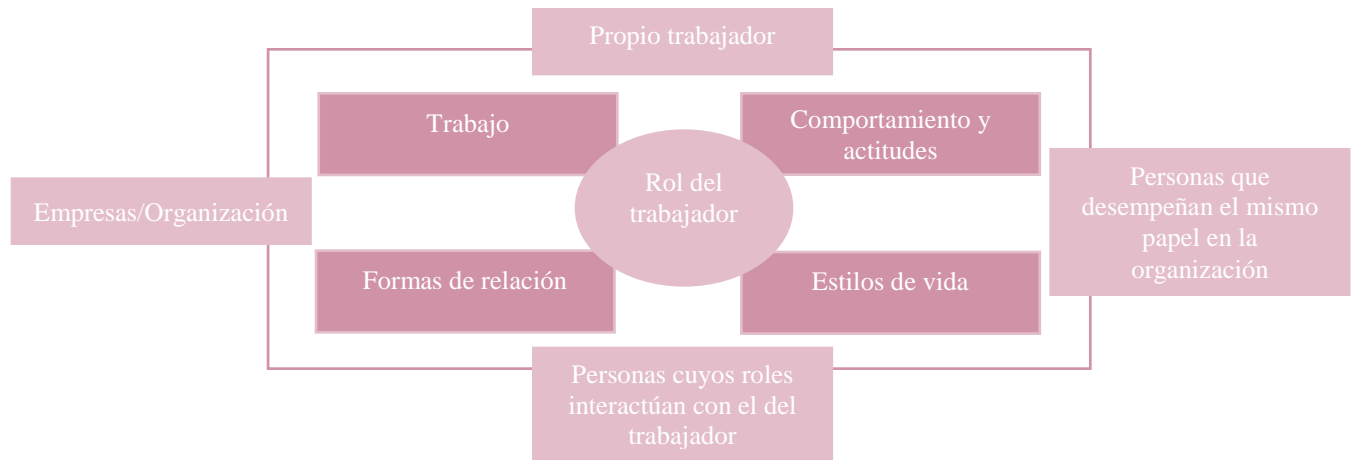 Propio trabajador
Trabajo
Comportamiento y
actitudes
Empresas/Organización
Rol del
trabajador
Personas que
desempeñan el mismo
papel en la
organización
Formas de relación
Estilos de vida
Personas cuyos roles
interactúan con el del
trabajador